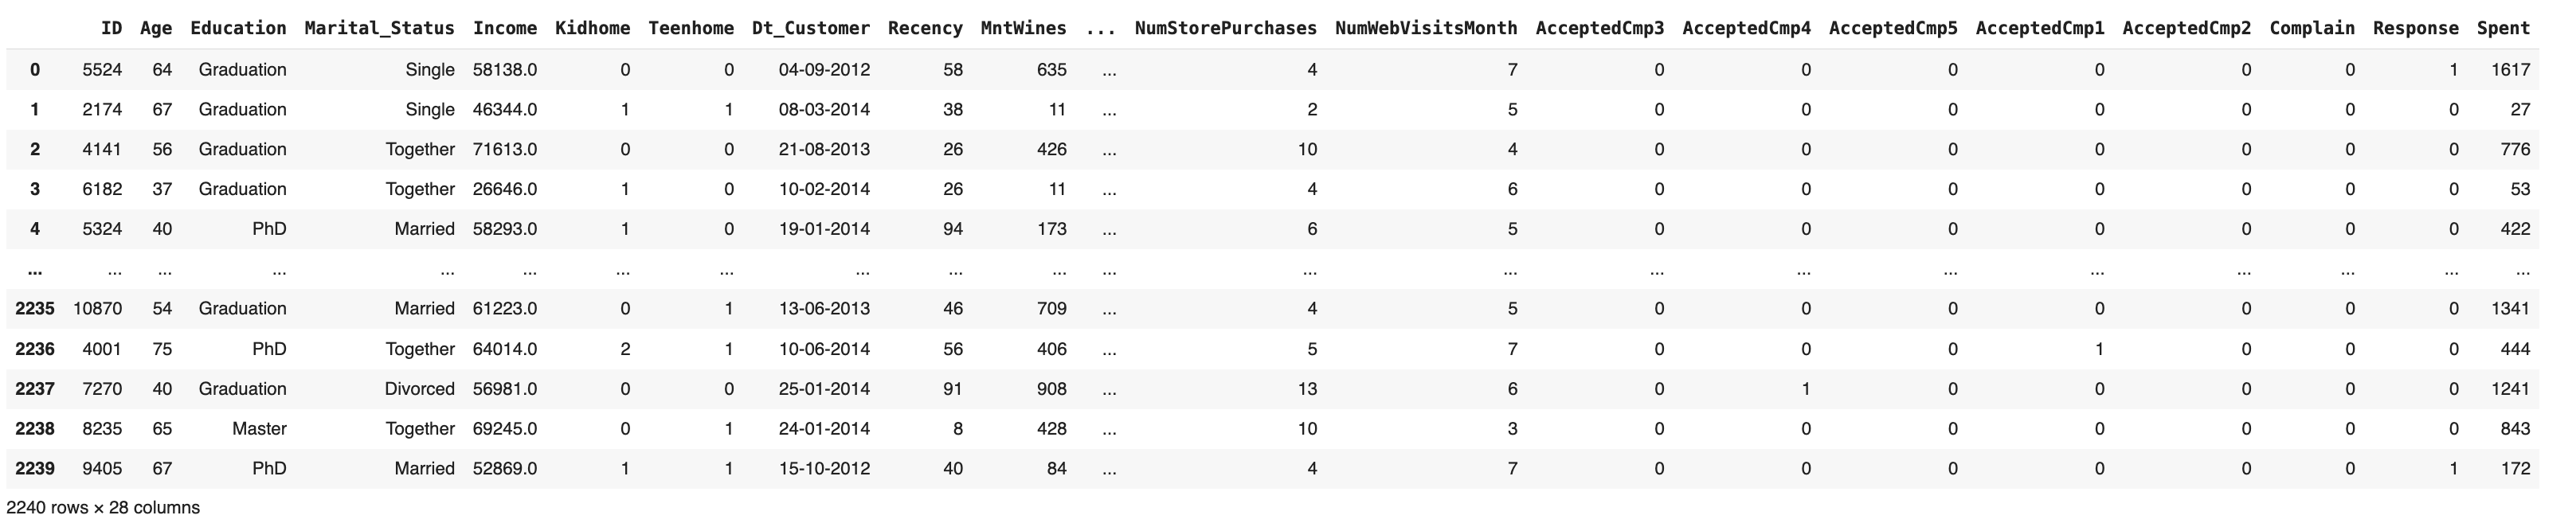 ID Age Education Marital_Status Income Kidhome Teenhome Dt_Customer Recency MntWines ... NumStorePurchases NumWebVisitsMonth AcceptedCmp3 AcceptedCmp4 AcceptedCmp5 AcceptedCmp1 AcceptedCmp2 Complain Response Spent
0 5524 64 Graduation Single 58138.0 0 0 04-09-2012 58 635 ... 4 7 0 0 0 0 0 0 1 1617
1 2174 67 Graduation Single 46344.0 1 1 08-03-2014 38 11 ... 2 5 0 0 0 0 0 0 0 27
2 4141 56 Graduation Together 71613.0 0 0 21-08-2013 26 426 ... 10 4 0 0 0 0 0 0 0 776
3 6182 37 Graduation Together 26646.0 1 0 10-02-2014 26 11 ... 4 6 0 0 0 0 0 0 0 53
4 5324 40 PhD Married 58293.0 1 0 19-01-2014 94 173 ... 6 5 0 0 0 0 0 0 0 422
... ... ... ... ... ... ... ... ... ... ... ... ... ... ... ... ... ... ... ... ... ...
2235 10870 54 Graduation Married 61223.0 0 1 13-06-2013 46 709 ... 4 5 0 0 0 0 0 0 0 1341
2236 4001 75 PhD Together 64014.0 2 1 10-06-2014 56 406 ... 5 7 0 0 0 1 0 0 0 444
2237 7270 40 Graduation Divorced 56981.0 0 0 25-01-2014 91 908 ... 13 6 0 1 0 0 0 0 0 1241
2238 8235 65 Master Together 69245.0 0 1 24-01-2014 8 428 ... 10 3 0 0 0 0 0 0 0 843
2239 9405 67 PhD Married 52869.0 1 1 15-10-2012 40 84 ... 4 7 0 0 0 0 0 0 1 172
2240 rows × 28 columns